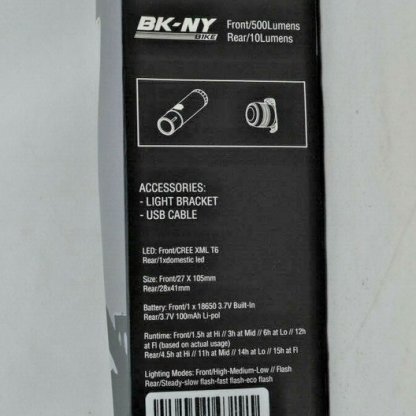 BK-NY
BIKE
Front/500Lumens
Rear/10Lumens
ACCESSORIES:
- LIGHT BRACKET
- USB CABLE
LED: Front/CREE XML T6
Rear/1xdomestic led
Size: Front/27 X 105mm
Rear/28x41mm
Battery: Front/1 x 18650 3.7V Built-In
Rear/3.7V 100mAh Li-pol
Runtime: Front/1.5h at Hi // 3h at Mid // 6h at Lo // 12h
at Fl (based on actual usage)
Rear/4.5h at Hi // 11h at Mid // 14h at Lo // 15h at Fl
Lighting Modes: Front/High-Medium-Low // Flash
Rear/Steady-slow flash-fast flash-eco flash